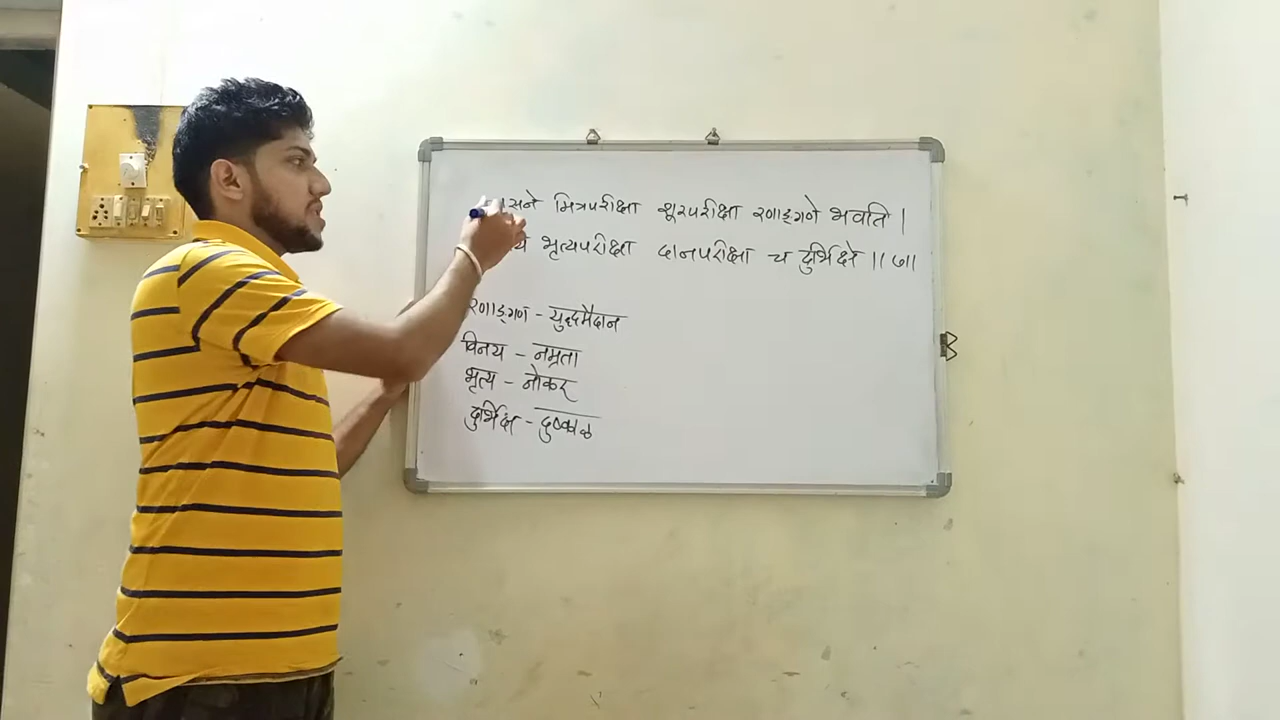 मित्रपरीक्षा शूरपरीक्षा रणाङ्गणे भवति |
भृत्यपरीक्षा दानपरीक्षा च दुर्भिक्षे ||७||
रणाङ्गण - युद्धमैदान
विनय - नम्रता
भृत्य - नोकर
दुर्भिक्ष - दुष्काळ